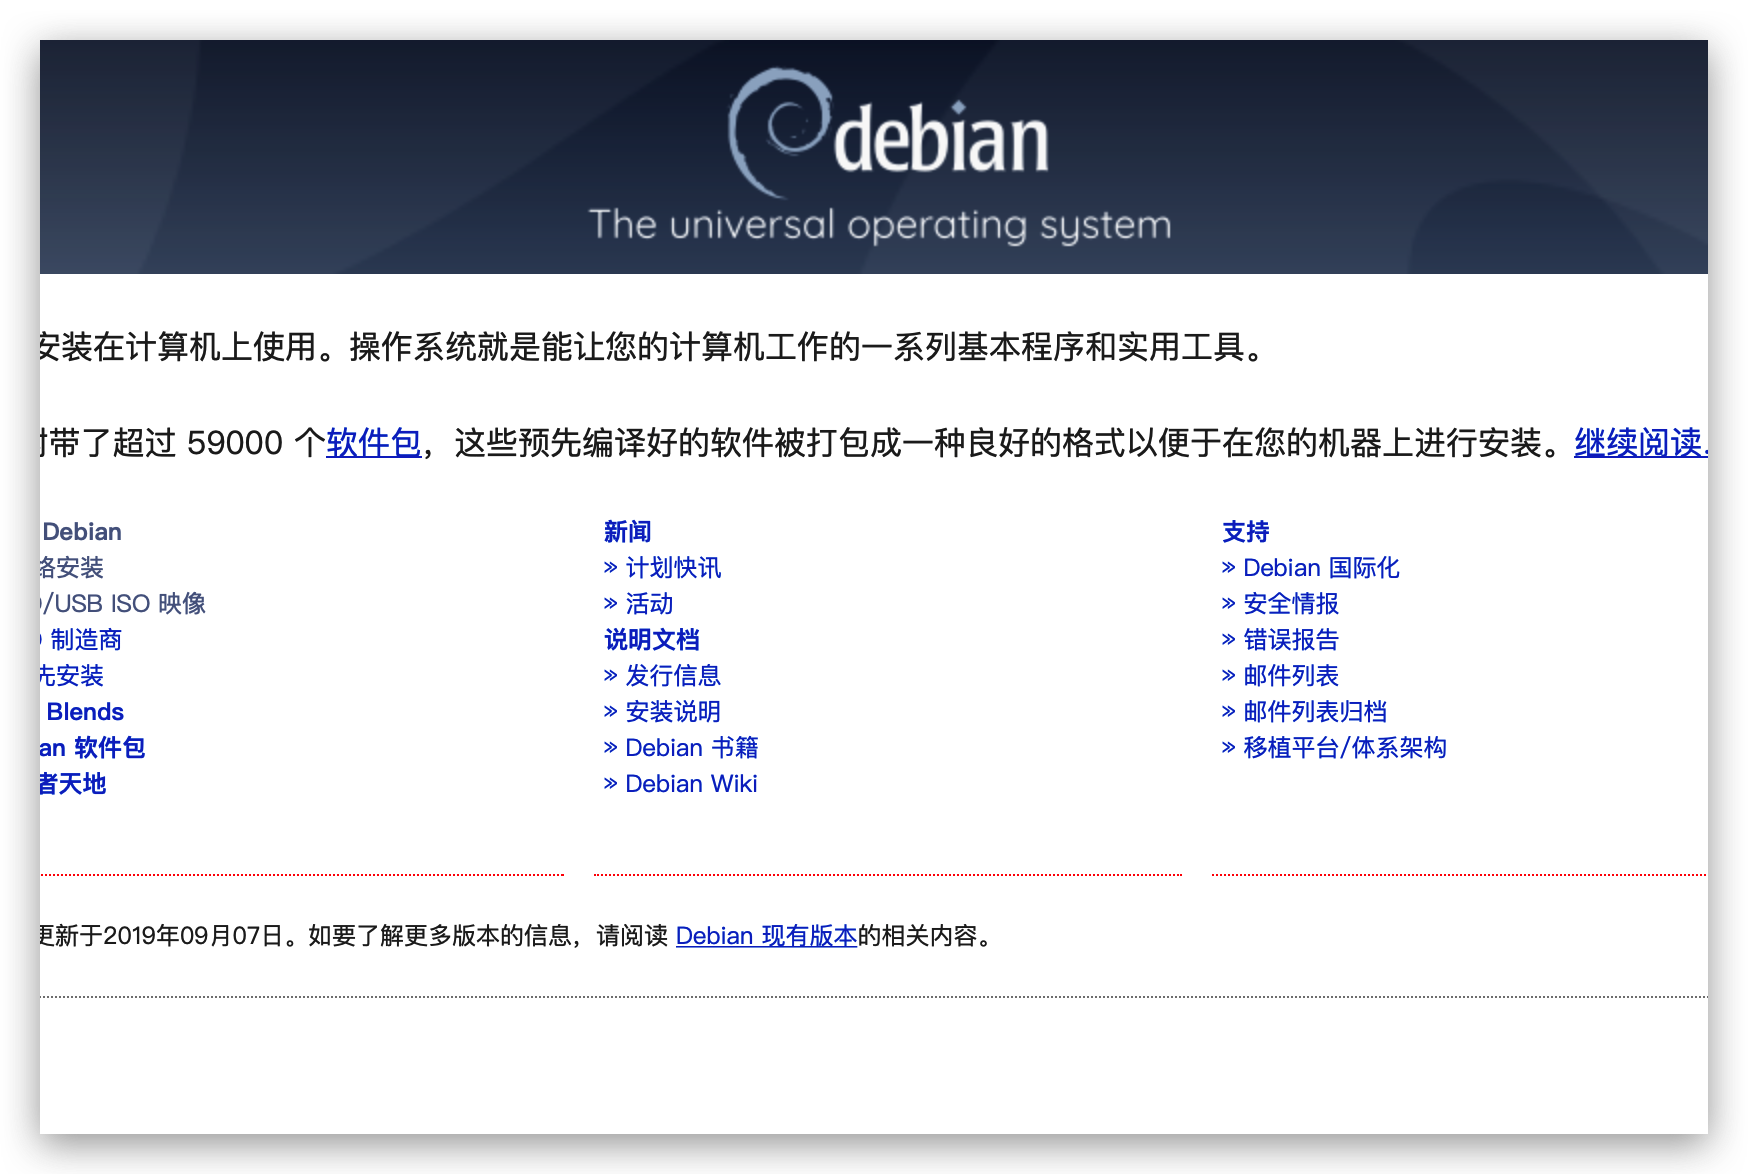 debian
The universal operating system
安装在计算机上使用。操作系统就是能让您的计算机工作的一系列基本程序和实用工具。
带了超过 59000 个软件包，这些预先编译好的软件被打包成一种良好的格式以便于在您的机器上进行安装。继续阅读
Debian
络安装
/USB ISO 映像
制造商
先安装
Blends
an 软件包
者天地
新闻
» 计划快讯
» 活动
说明文档
» 发行信息
» 安装说明
» Debian 书籍
» Debian Wiki
支持
» Debian 国际化
» 安全情报
» 错误报告
» 邮件列表
» 邮件列表归档
» 移植平台/体系架构
更新于2019年09月07日。如要了解更多版本的信息，请阅读 Debian 现有版本的相关内容。